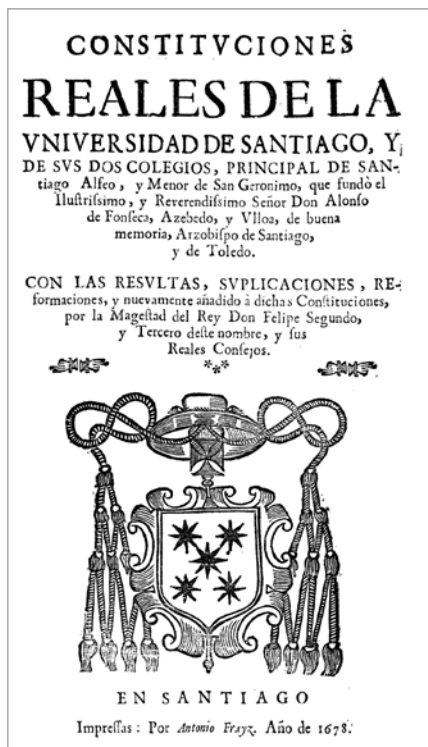 CONSTITVCIONES
REALES DE LA
VNIVERSIDAD DE SANTIAGO, Y
DE SVS DOS COLEGIOS, PRINCIPAL DE SAN-
tiago Alfeo, y Menor de San Geronimo, que fundò el
Iluſtriſsimo, y Reverendiſsimo Señor Don Alonſo
de Fonſeca, Azebedo, y Vlloa, de buena
memoria, Arzobiſpo de Santiago,
y de Toledo.
CON LAS RESVLTAS, SVPLICACIONES, RE-
formaciones, y nuevamente añadido à dichas Conſtituciones,
por la Mageſtad del Rey Don Felipe Segundo,
y Tercero deſte nombre, y ſus
Reales Conſejos.
EN SANTIAGO
Impreſſas: Por Antonio Frayz. Año de 1678.